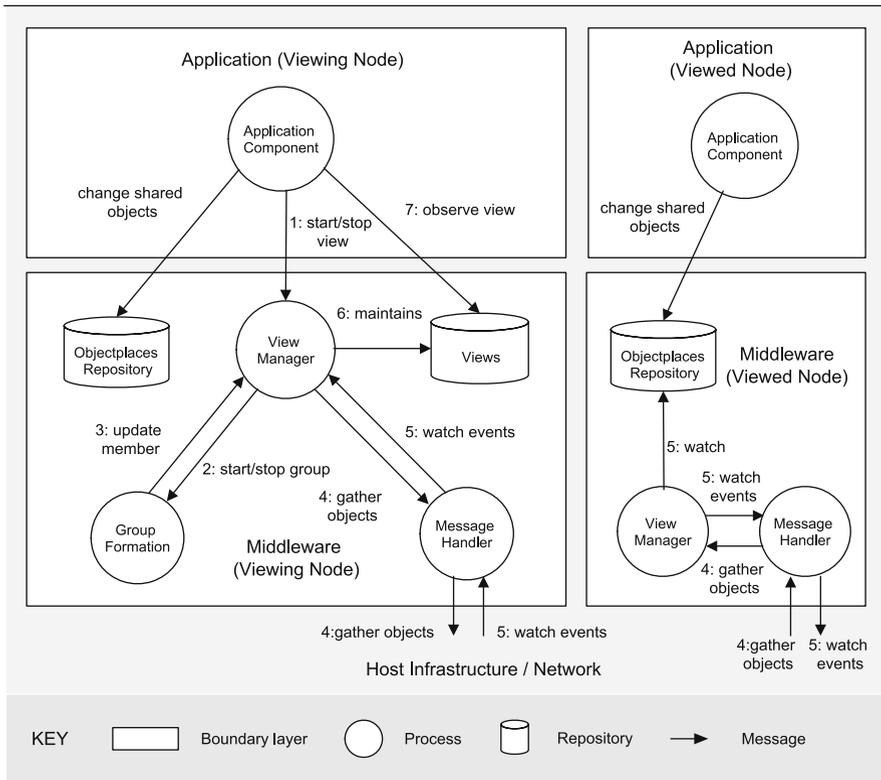 Application (Viewing Node)
Application
Component
change shared
objects
1: start/stop
view
7: observe view
Application
(Viewed Node)
Application
Component
change shared
objects
Objectplaces
Repository
View
Manager
6: maintains
Views
3: update
member
2: start/stop group
5: watch events
4: gather
objects
Group
Formation
Middleware
(Viewing Node)
Message
Handler
Objectplaces
Repository
Middleware
(Viewed Node)
5: watch
5: watch
events
View
Manager
Message
Handler
4: gather
objects
4:gather objects
5: watch events
4:gather
objects
5: watch
events
Host Infrastructure / Network
KEY
Boundary layer
Process
Repository
Message